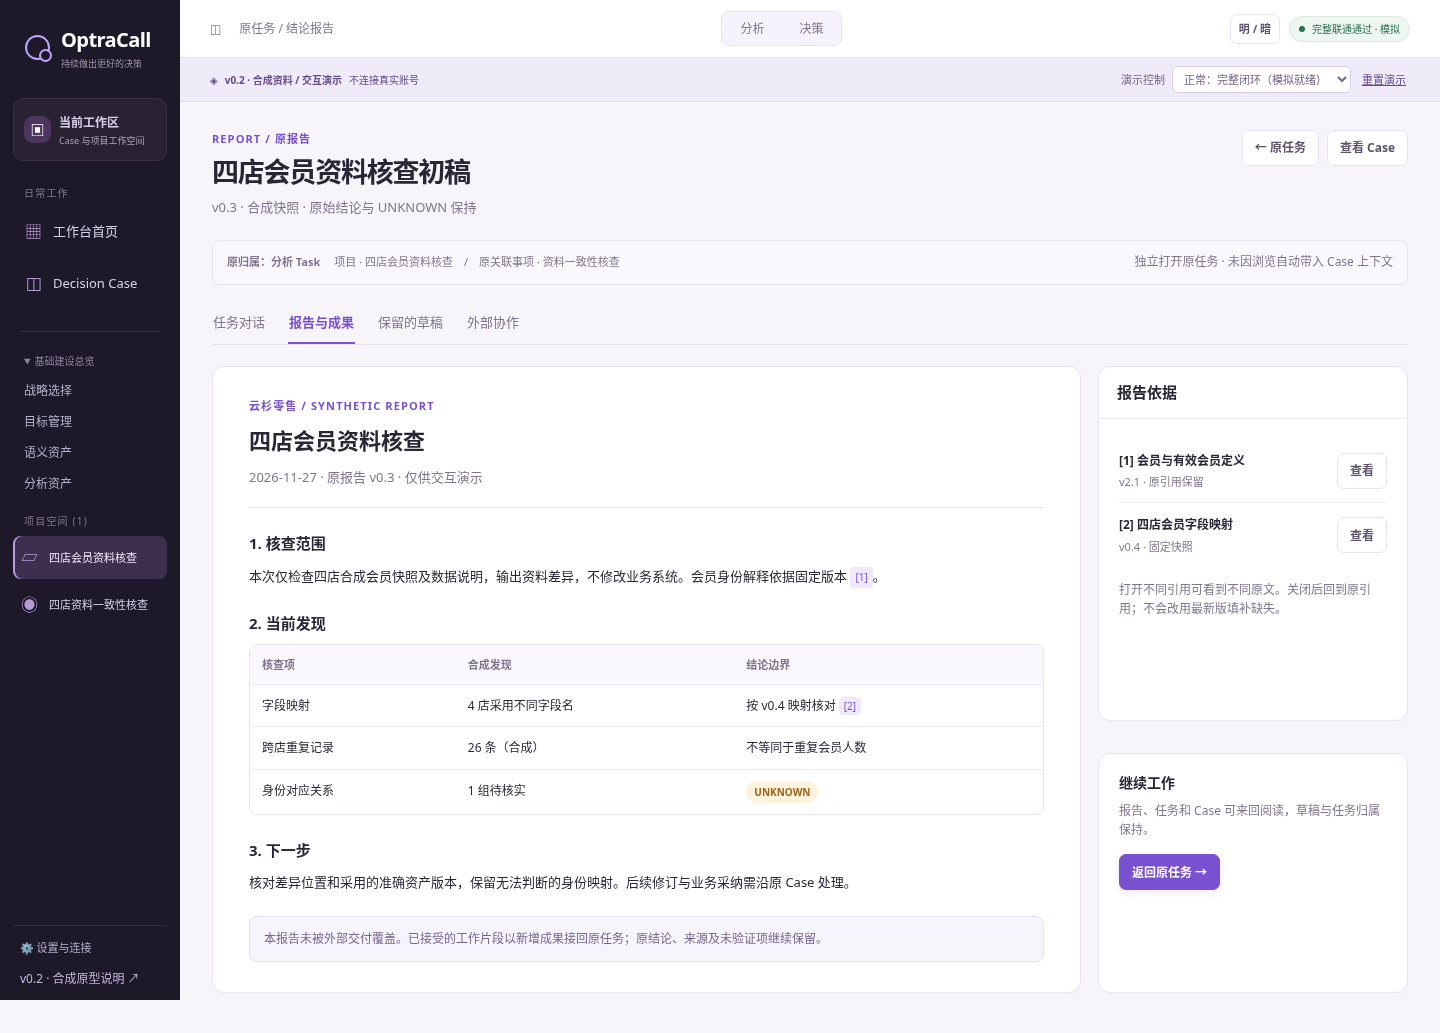 OptraCall
持续做出更好的决策
当前工作区
Case 与项目工作空间
日常工作
工作台首页
Decision Case
▼ 基础建设总览
战略选择
目标管理
语义资产
分析资产
项目空间 (1)
四店会员资料核查
四店资料一致性核查
设置与连接
v0.2 · 合成原型说明 ↗
原任务 / 结论报告
分析 决策
明 / 暗
完整联通通过 · 模拟
v0.2 · 合成资料 / 交互演示 不连接真实账号
演示控制 正常：完整闭环（模拟就绪） 重置演示
REPORT / 原报告
四店会员资料核查初稿
v0.3 · 合成快照 · 原始结论与 UNKNOWN 保持
← 原任务 查看 Case
原归属：分析 Task 项目 · 四店会员资料核查 / 原关联事项 · 资料一致性核查
独立打开原任务 · 未因浏览自动带入 Case 上下文
任务对话 报告与成果 保留的草稿 外部协作
云杉零售 / SYNTHETIC REPORT
四店会员资料核查
2026-11-27 · 原报告 v0.3 · 仅供交互演示
1. 核查范围
本次仅检查四店合成会员快照及数据说明，输出资料差异，不修改业务系统。会员身份解释依据固定版本 [1] 。
2. 当前发现
核查项 合成发现 结论边界
字段映射 4 店采用不同字段名 按 v0.4 映射核对 [2]
跨店重复记录 26 条（合成） 不等同于重复会员人数
身份对应关系 1 组待核实 UNKNOWN
3. 下一步
核对差异位置和采用的准确资产版本，保留无法判断的身份映射。后续修订与业务采纳需沿原 Case 处理。
本报告未被外部交付覆盖。已接受的工作片段以新增成果接回原任务；原结论、来源及未验证项继续保留。
报告依据
[1] 会员与有效会员定义
v2.1 · 原引用保留
查看
[2] 四店会员字段映射
v0.4 · 固定快照
查看
打开不同引用可看到不同原文。关闭后回到原引
用；不会改用最新版填补缺失。
继续工作
报告、任务和 Case 可来回阅读，草稿与任务归属
保持。
返回原任务 →